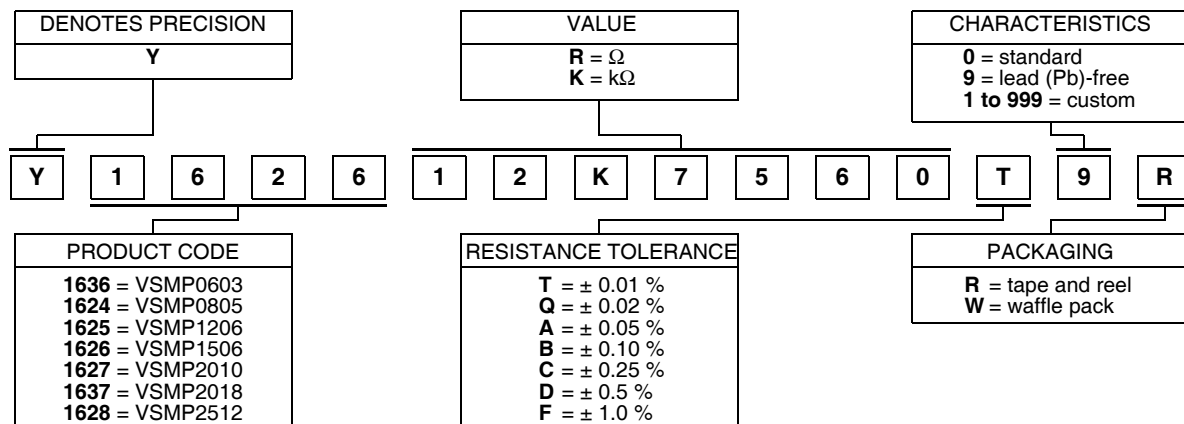 DENOTES PRECISION
Y
VALUE
R = Ω
K = kΩ
CHARACTERISTICS
0 = standard
9 = lead (Pb)-free
1 to 999 = custom
Y 1 6 2 6 1 2 K 7 5 6 0 T 9 R
PRODUCT CODE
1636 = VSMP0603
1624 = VSMP0805
1625 = VSMP1206
1626 = VSMP1506
1627 = VSMP2010
1637 = VSMP2018
1628 = VSMP2512
RESISTANCE TOLERANCE
T = ± 0.01 %
Q = ± 0.02 %
A = ± 0.05 %
B = ± 0.10 %
C = ± 0.25 %
D = ± 0.5 %
F = ± 1.0 %
PACKAGING
R = tape and reel
W = waffle pack